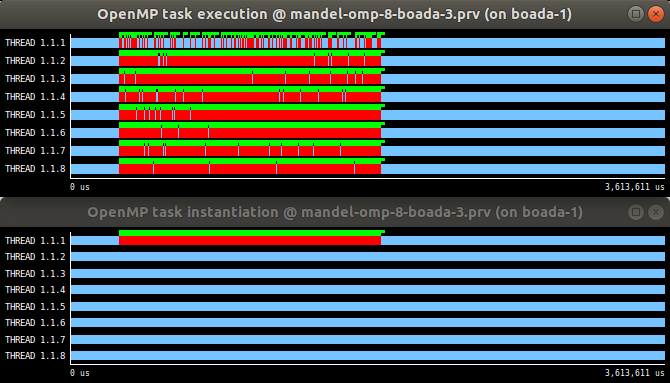 OpenMP task execution @ mandel-omp-8-boada-3.prv (on boada-1)
THREAD 1.1.1
THREAD 1.1.2
THREAD 1.1.3
THREAD 1.1.4
THREAD 1.1.5
THREAD 1.1.6
THREAD 1.1.7
THREAD 1.1.8
0 us 3,613,611 us
OpenMP task instantiation @ mandel-omp-8-boada-3.prv (on boada-1)
THREAD 1.1.1
THREAD 1.1.2
THREAD 1.1.3
THREAD 1.1.4
THREAD 1.1.5
THREAD 1.1.6
THREAD 1.1.7
THREAD 1.1.8
0 us 3,613,611 us